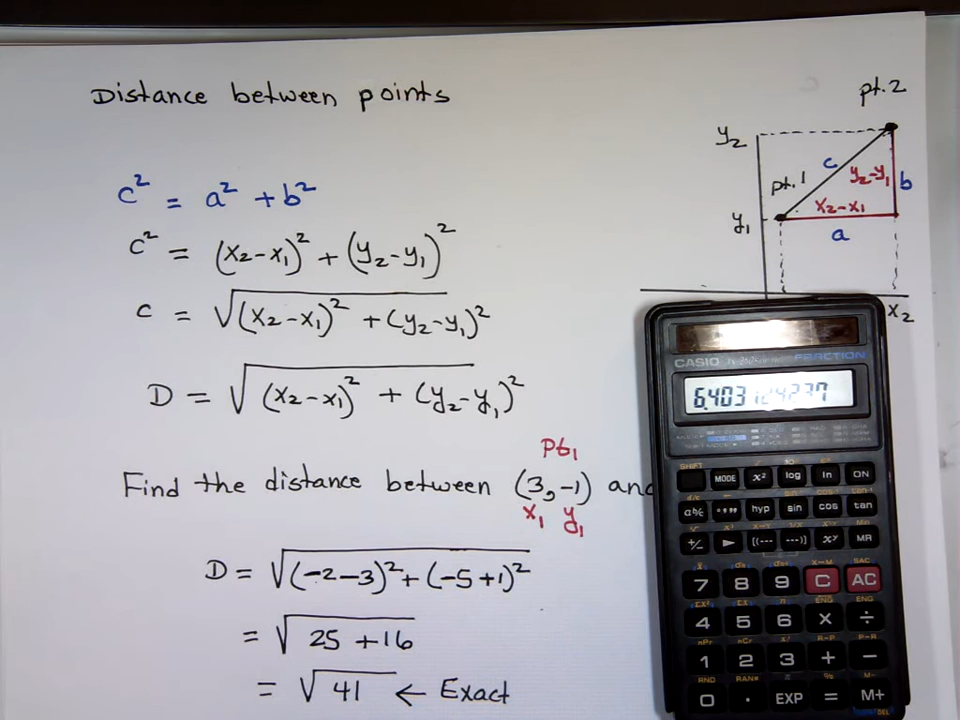 Distance between points
pt.2
y₂
c
y₂-y₁
b
pt.1
x₂-x₁
y₁
a
x₂
c² = a² + b²
c² = (x₂-x₁)² + (y₂-y₁)²
c = √(x₂-x₁)² + (y₂-y₁)²
D = √(x₂-x₁)² + (y₂-y₁)²
pt₁
Find the distance between (3,-1) and
x₁ y₁
D = √(-2-3)² + (-5+1)²
= √25 + 16
= √41 ← Exact
CASIO FRACTION
6.403124237
SHIFT MODE x² log ln ON
a b/c °'" hyp sin cos tan
+/- ► [(--- ---)] xʸ MR
7 8 9 C AC
4 5 6 × ÷
1 2 3 + −
0 . EXP = M+